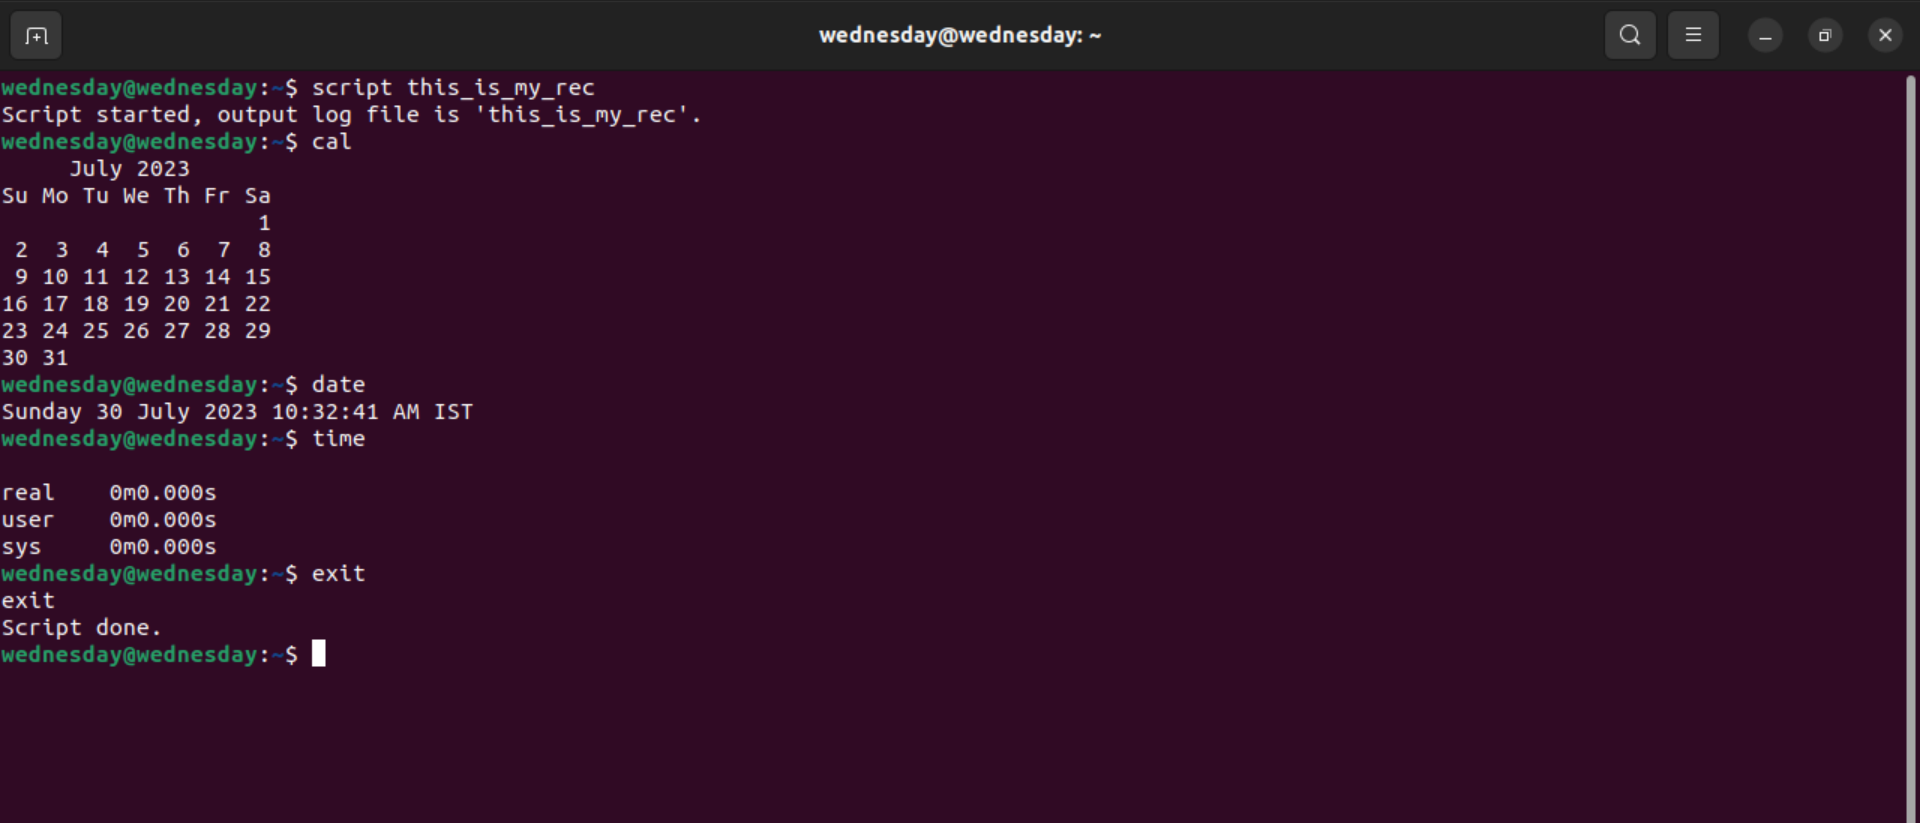 wednesday@wednesday: ~
wednesday@wednesday:~$ script this_is_my_rec
Script started, output log file is 'this_is_my_rec'.
wednesday@wednesday:~$ cal
     July 2023
Su Mo Tu We Th Fr Sa
                   1
 2  3  4  5  6  7  8
 9 10 11 12 13 14 15
16 17 18 19 20 21 22
23 24 25 26 27 28 29
30 31
wednesday@wednesday:~$ date
Sunday 30 July 2023 10:32:41 AM IST
wednesday@wednesday:~$ time
real    0m0.000s
user    0m0.000s
sys     0m0.000s
wednesday@wednesday:~$ exit
exit
Script done.
wednesday@wednesday:~$